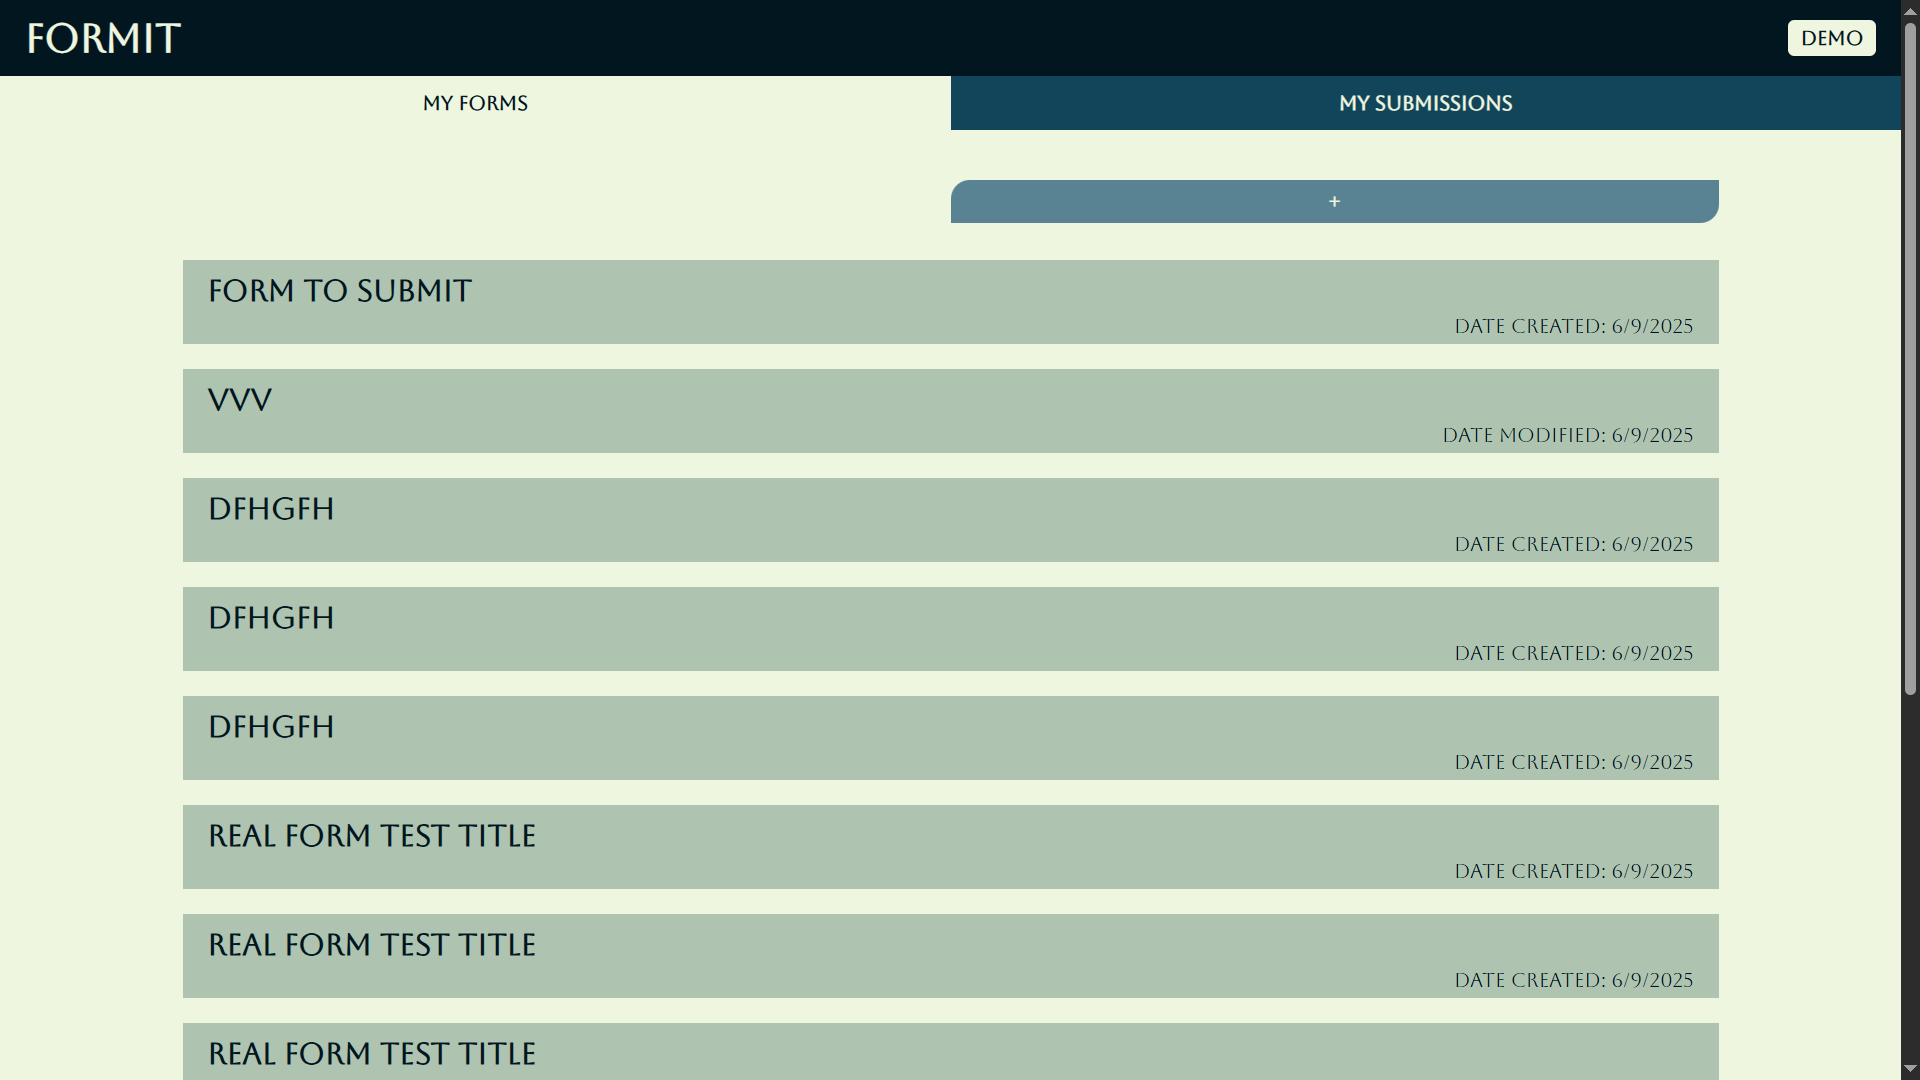 FORMIT
DEMO
MY FORMS
MY SUBMISSIONS
+
FORM TO SUBMIT
DATE CREATED: 6/9/2025
VVV
DATE MODIFIED: 6/9/2025
DFHGFH
DATE CREATED: 6/9/2025
DFHGFH
DATE CREATED: 6/9/2025
DFHGFH
DATE CREATED: 6/9/2025
REAL FORM TEST TITLE
DATE CREATED: 6/9/2025
REAL FORM TEST TITLE
DATE CREATED: 6/9/2025
REAL FORM TEST TITLE